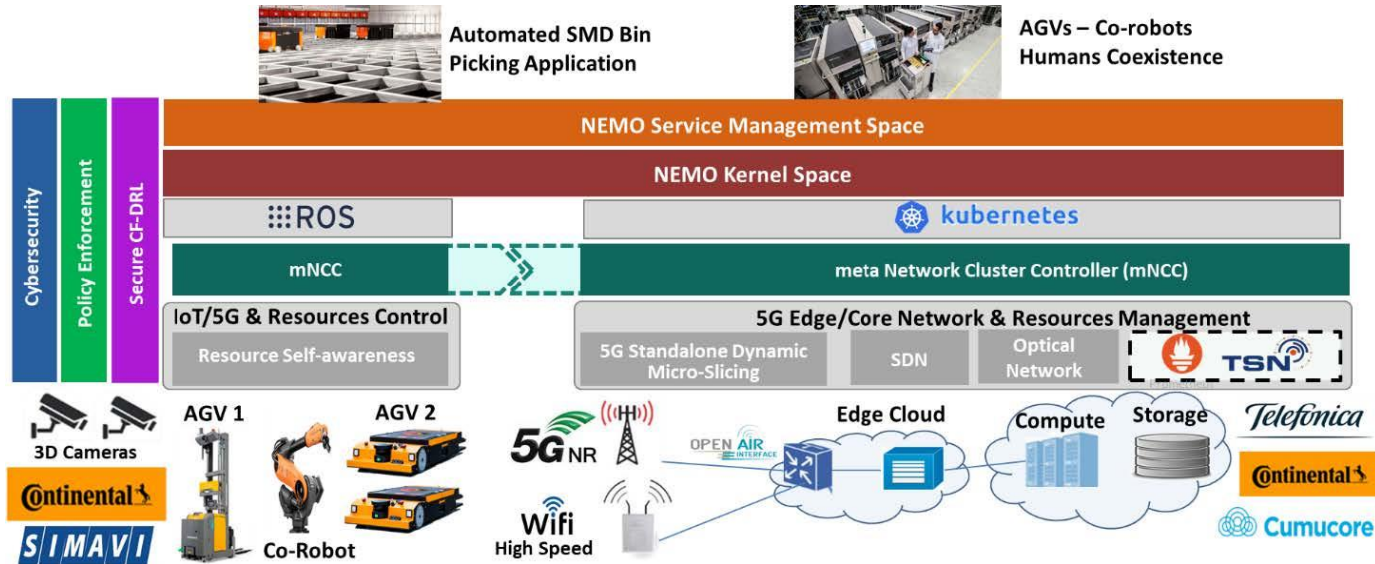 Automated SMD Bin
Picking Application
AGVs – Co-robots
Humans Coexistence
Cybersecurity
Policy Enforcement
Secure CF-DRL
NEMO Service Management Space
NEMO Kernel Space
ROS
kubernetes
mNCC
meta Network Cluster Controller (mNCC)
IoT/5G & Resources Control
Resource Self-awareness
5G Edge/Core Network & Resources Management
5G Standalone Dynamic
Micro-Slicing
SDN
Optical
Network
TSN
3D Cameras
Continental
SIMAVI
AGV 1
Co-Robot
AGV 2
5G NR
Wifi
High Speed
OPEN AIR
INTERFACE
Edge Cloud
Compute
Storage
Telefónica
Continental
Cumucore